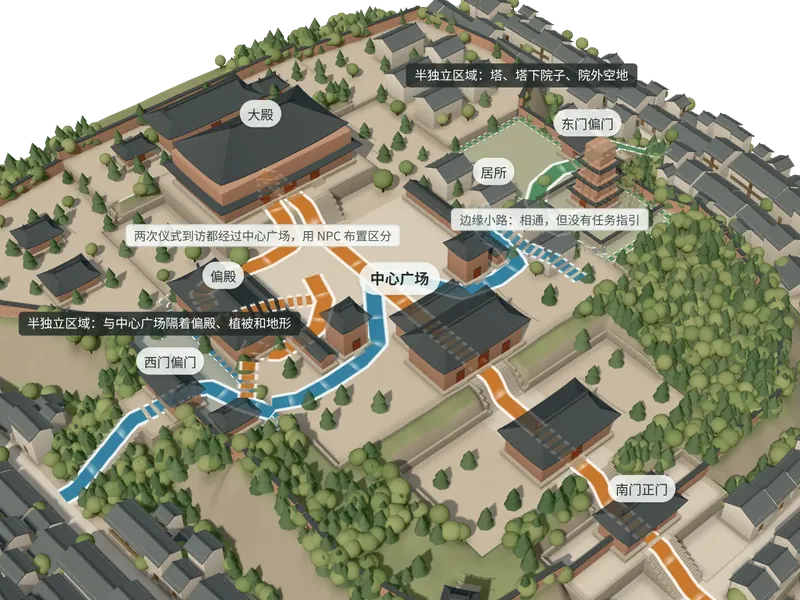 半独立区域：塔、塔下院子、院外空地
大殿
东门偏门
居所
边缘小路：相通，但没有任务指引
两次仪式到访都经过中心广场，用 NPC 布置区分
偏殿
中心广场
半独立区域：与中心广场隔着偏殿、植被和地形
西门偏门
南门正门